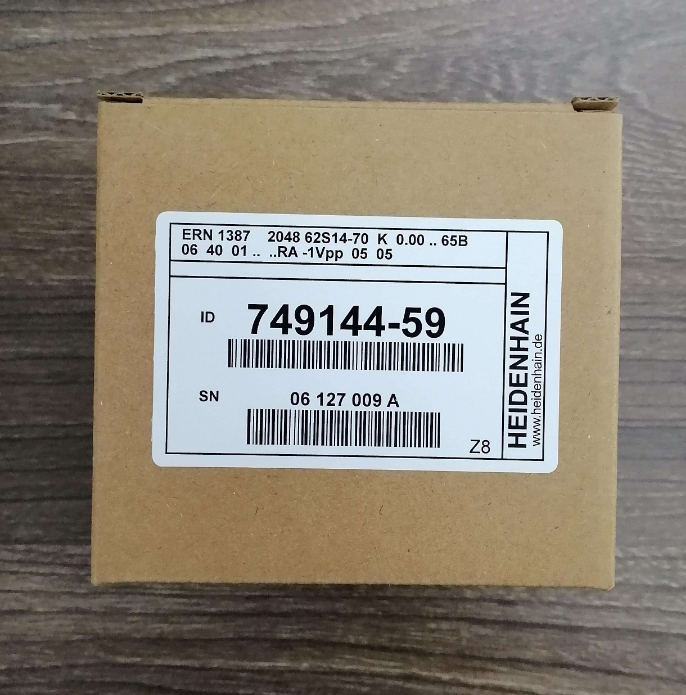 ERN 1387 2048 62S14-70 K 0.00 .. 65B
06 40 01 .. ..RA -1Vpp 05 05
ID 749144-59
SN 06 127 009 A
Z8
HEIDENHAIN
www.heidenhain.de